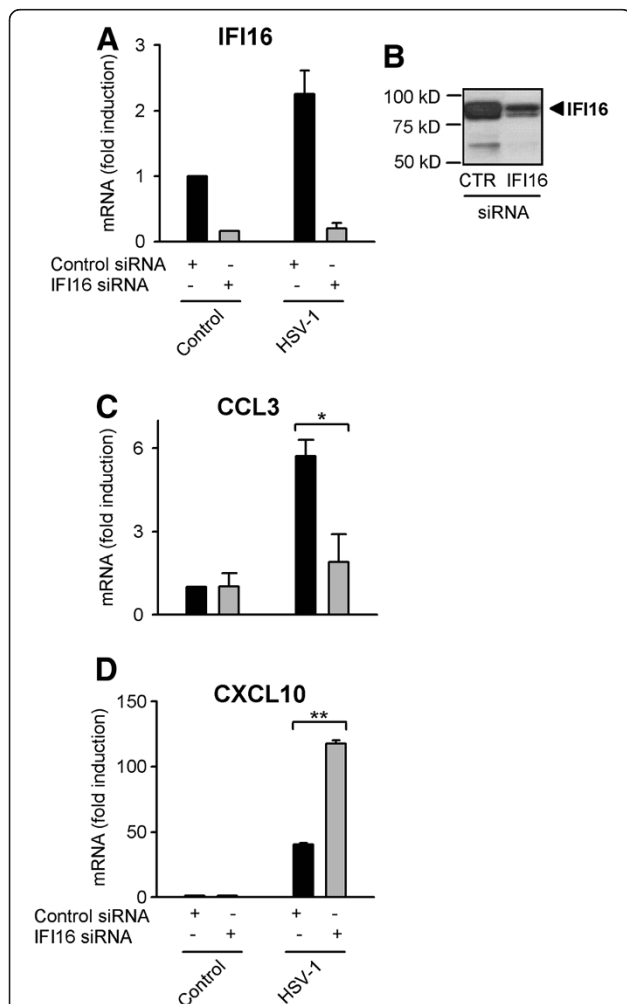 A
IFI16
mRNA (fold induction)
3
2
1
0
Control siRNA + - + -
IFI16 siRNA - + - +
Control HSV-1
B
100 kD
75 kD
50 kD
IFI16
CTR IFI16
siRNA
C
CCL3
mRNA (fold induction)
6
3
0
*
D
CXCL10
mRNA (fold induction)
150
100
50
0
**
Control siRNA + - + -
IFI16 siRNA - + - +
Control HSV-1